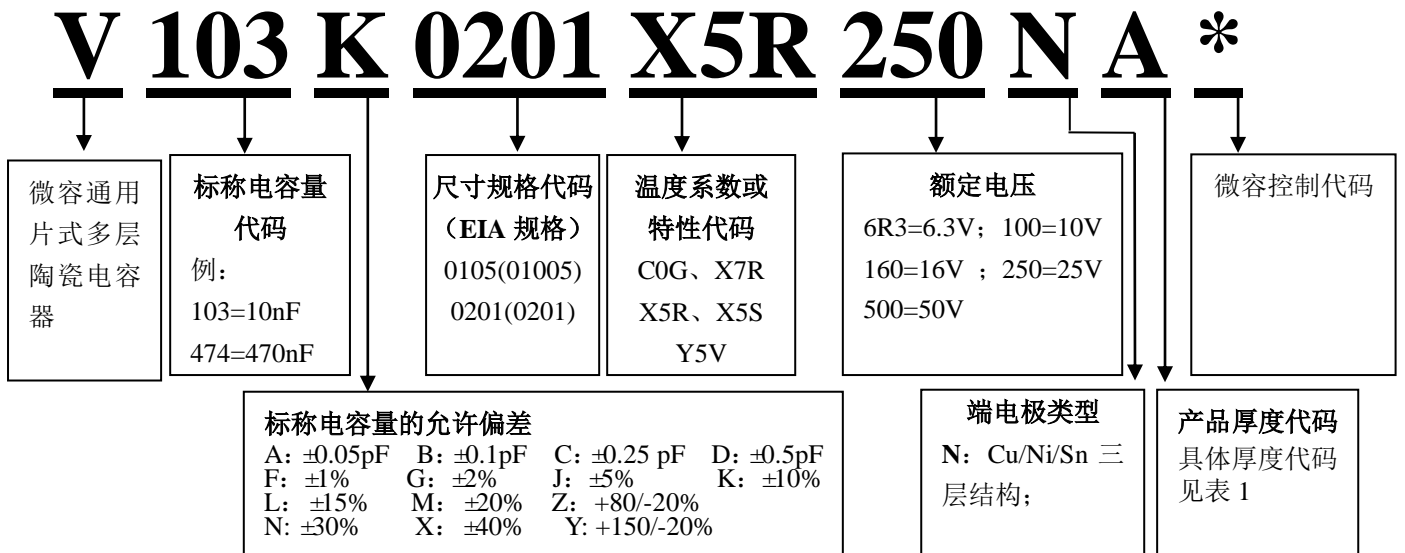 V 103 K 0201 X5R 250 N A *
微容通用
片式多层
陶瓷电容
器
标称电容量
代码
例：
103=10nF
474=470nF
尺寸规格代码
（EIA 规格）
0105(01005)
0201(0201)
温度系数或
特性代码
C0G、X7R
X5R、X5S
Y5V
额定电压
6R3=6.3V；100=10V
160=16V ；250=25V
500=50V
微容控制代码
标称电容量的允许偏差
A：±0.05pF B：±0.1pF C：±0.25 pF D：±0.5pF
F：±1% G：±2% J：±5% K：±10%
L：±15% M：±20% Z：+80/-20%
N: ±30% X：±40% Y: +150/-20%
端电极类型
N：Cu/Ni/Sn 三
层结构；
产品厚度代码
具体厚度代码
见表 1